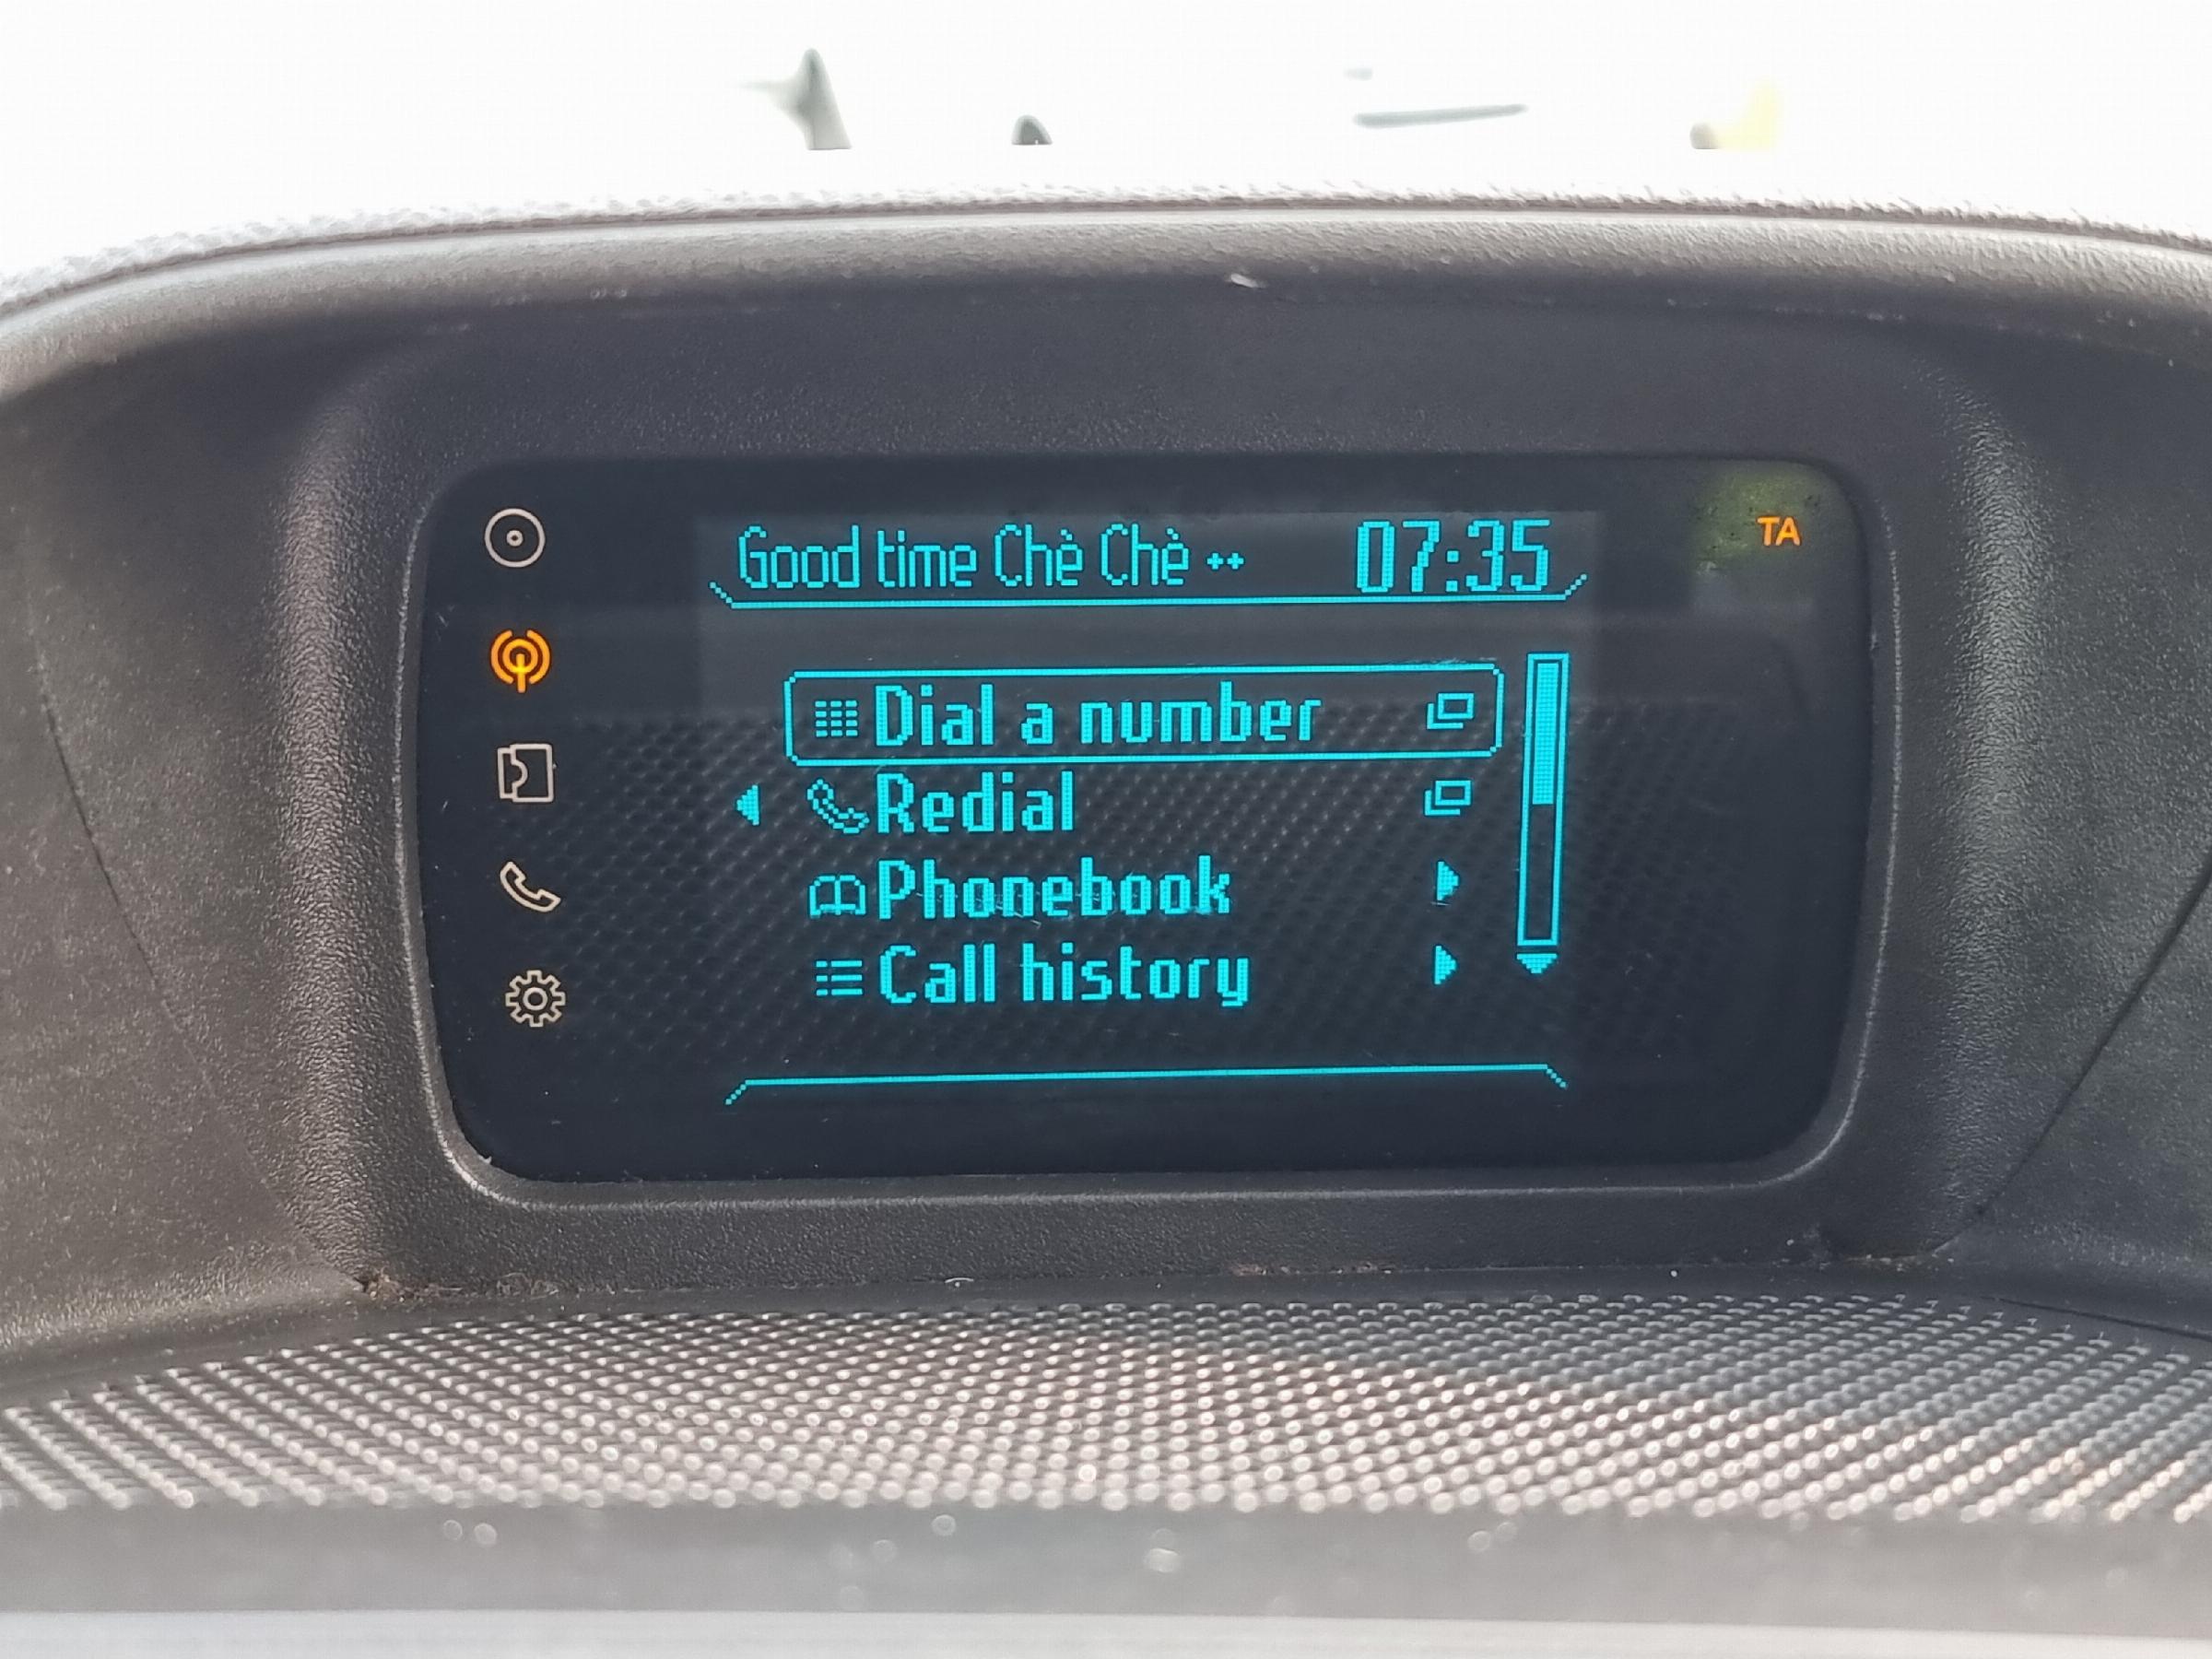 Good time Chè Chè ++ 07:35
TA
Dial a number
Redial
Phonebook
Call history